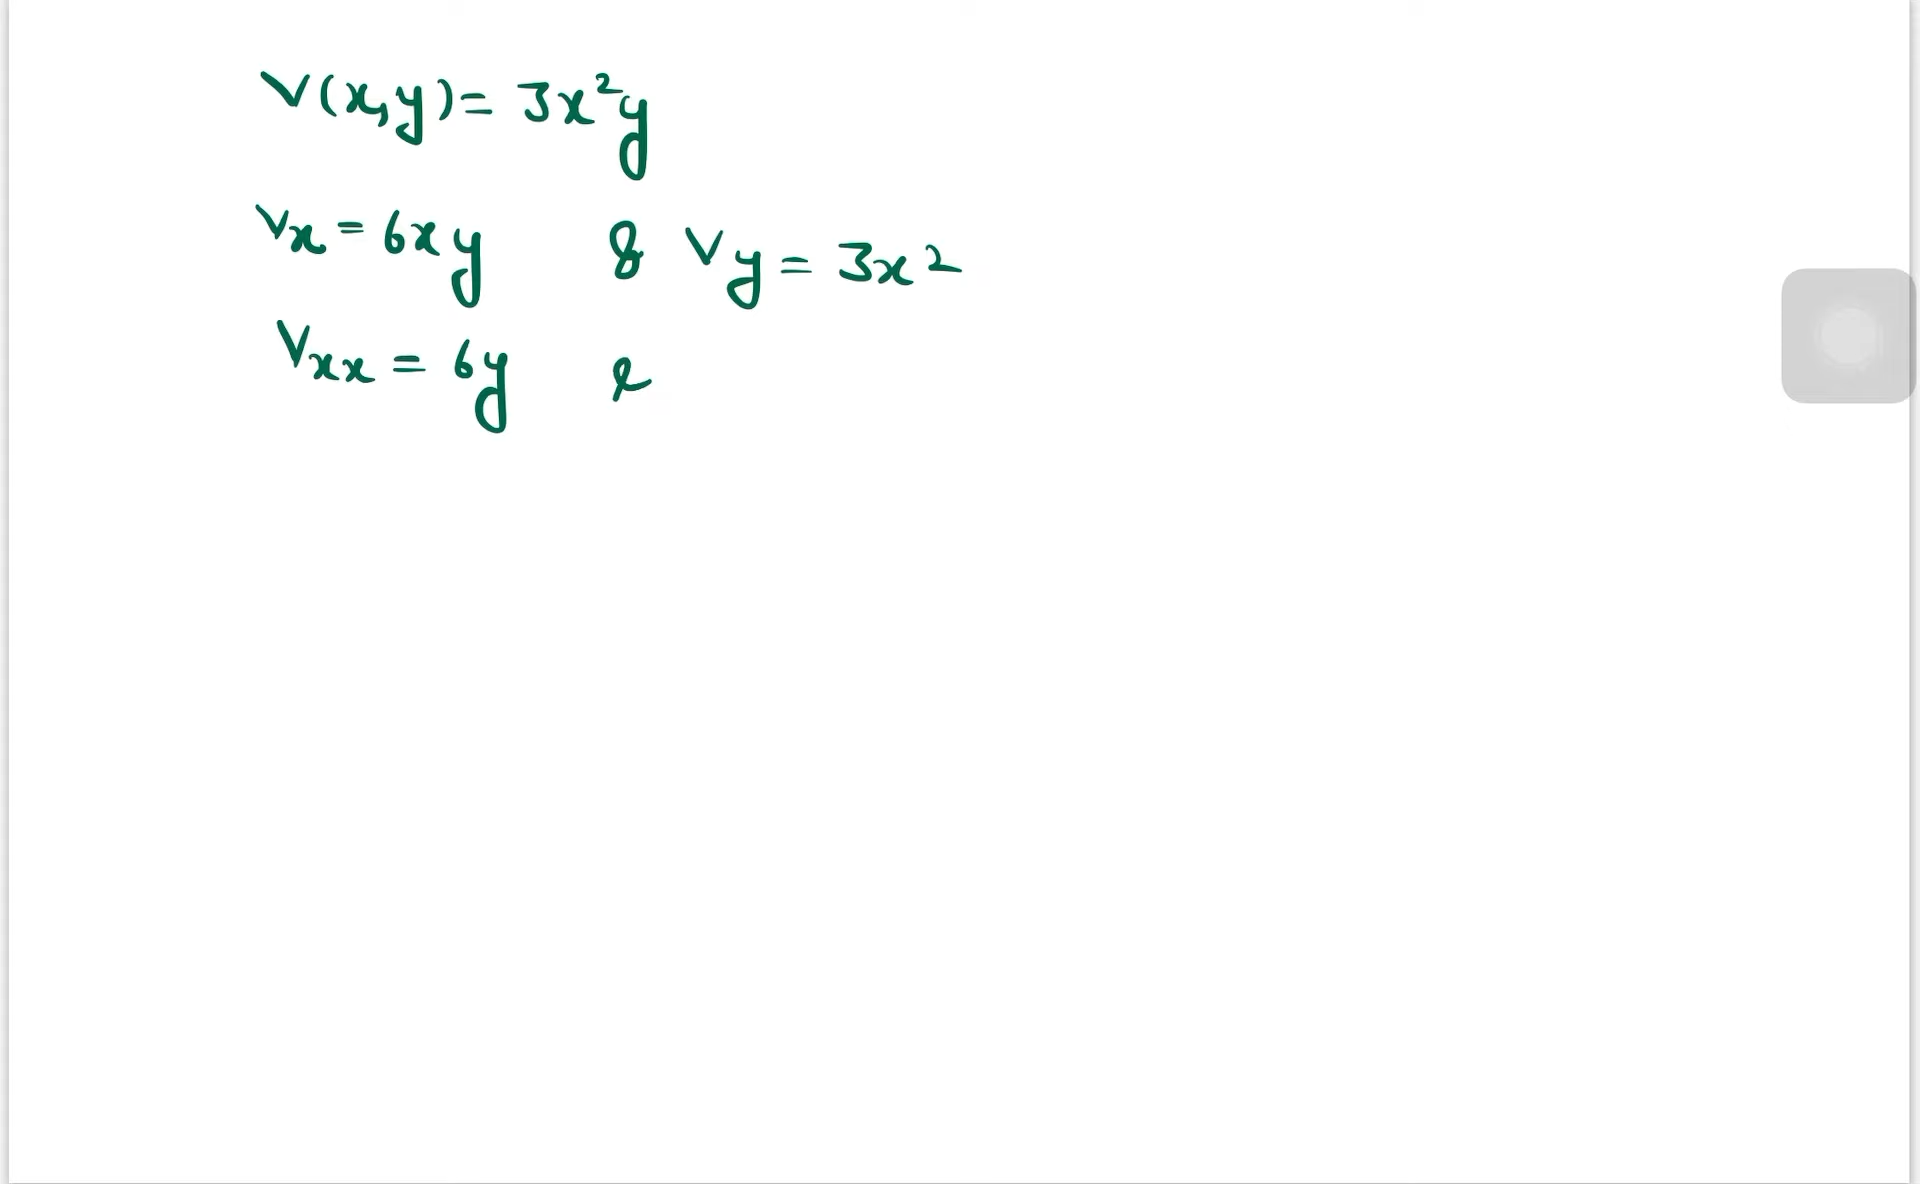 V(x,y) = 3x²y
Vx = 6xy & Vy = 3x²
Vxx = 6y &